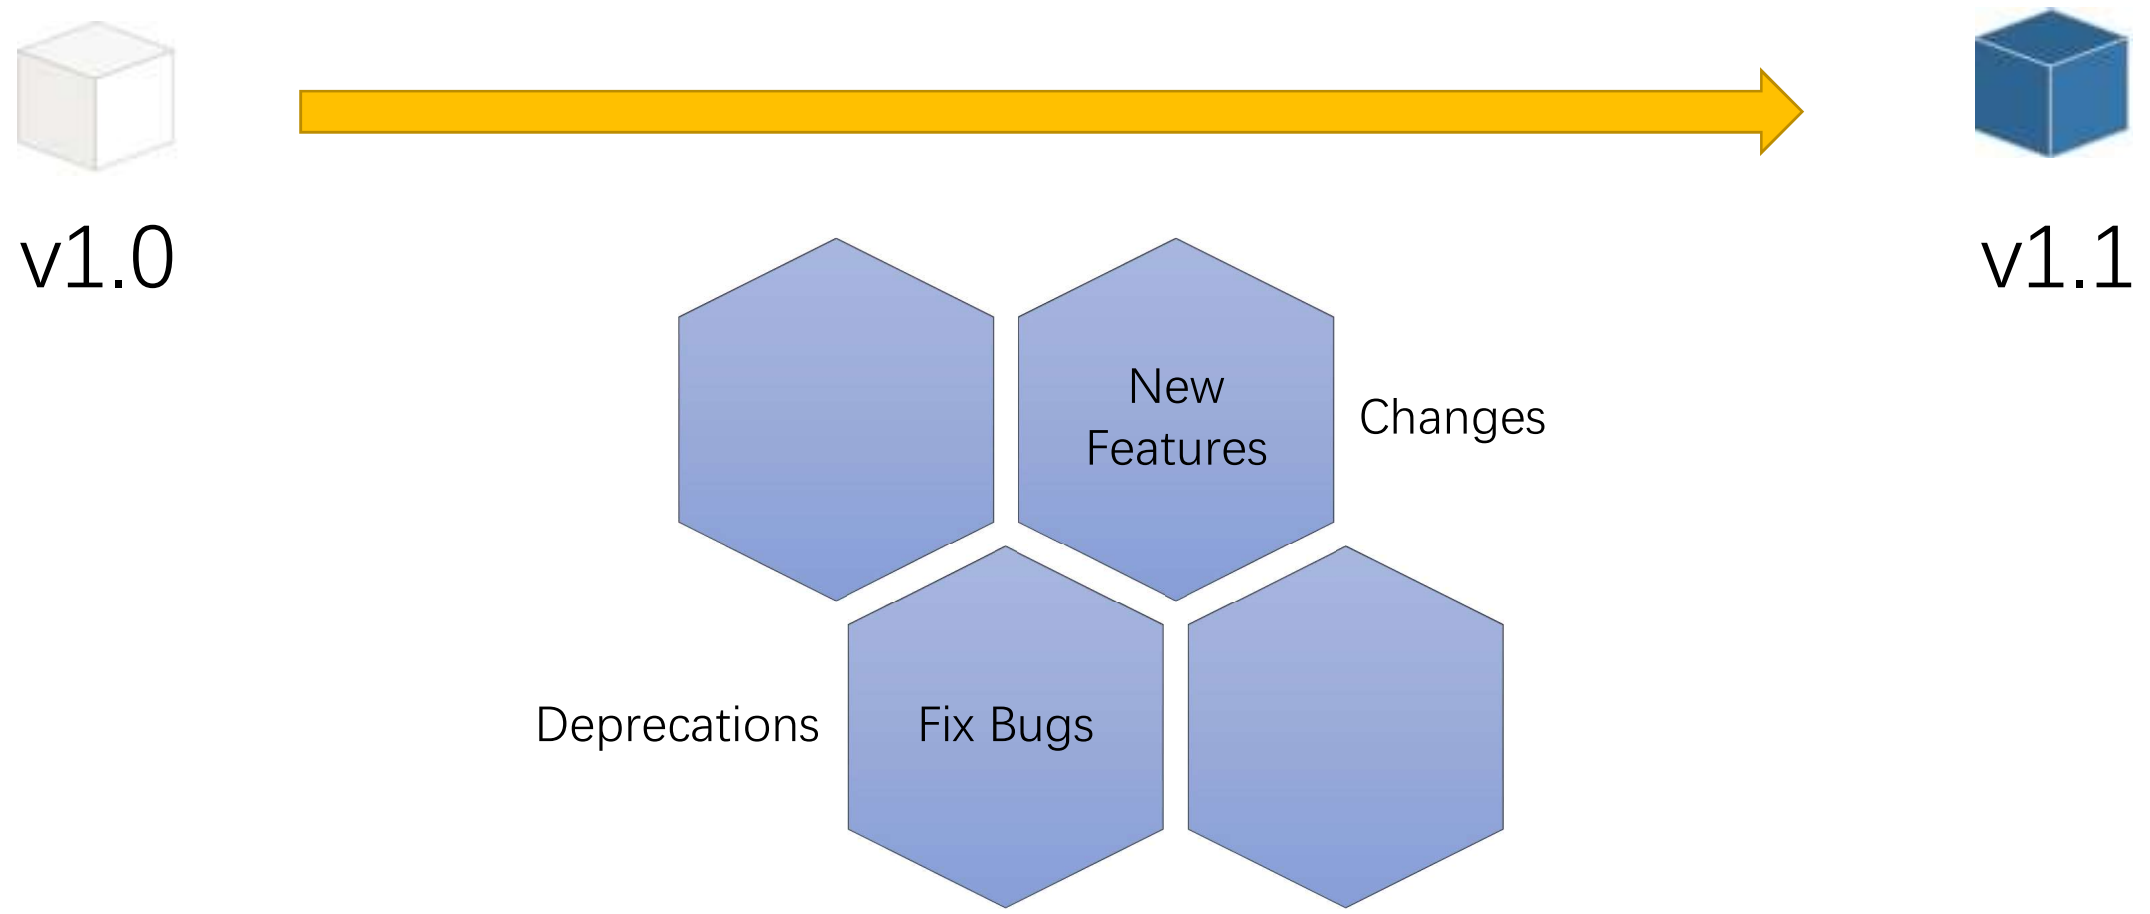 v1.0
v1.1
New
Features
Changes
Deprecations
Fix Bugs